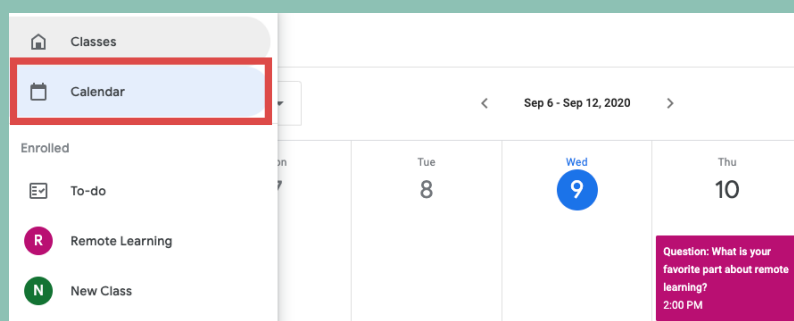 Classes
Calendar
Enrolled
To-do
R
Remote Learning
N
New Class
Sep 6 - Sep 12, 2020
Tue
8
Wed
9
Thu
10
Question: What is your
favorite part about remote
learning?
2:00 PM